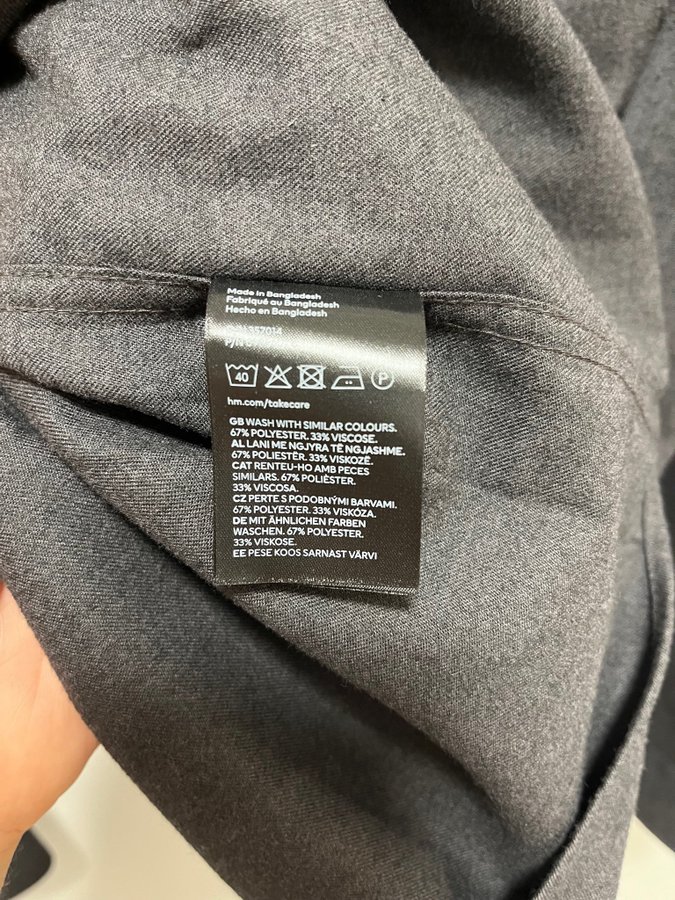 Made in Bangladesh
Fabriqué au Bangladesh
Hecho en Bangladesh
P/N
40
P
hm.com/takecare
GB WASH WITH SIMILAR COLOURS.
67% POLYESTER. 33% VISCOSE.
AL LANI ME NGJYRA TË NGJASHME.
67% POLIESTËR. 33% VISKOZË.
CAT RENTEU-HO AMB PECES
SIMILARS. 67% POLIÈSTER.
33% VISCOSA.
CZ PERTE S PODOBNÝMI BARVAMI.
67% POLYESTER. 33% VISKÓZA.
DE MIT ÄHNLICHEN FARBEN
WASCHEN. 67% POLYESTER.
33% VISKOSE.
EE PESE KOOS SARNAST VÄRVI